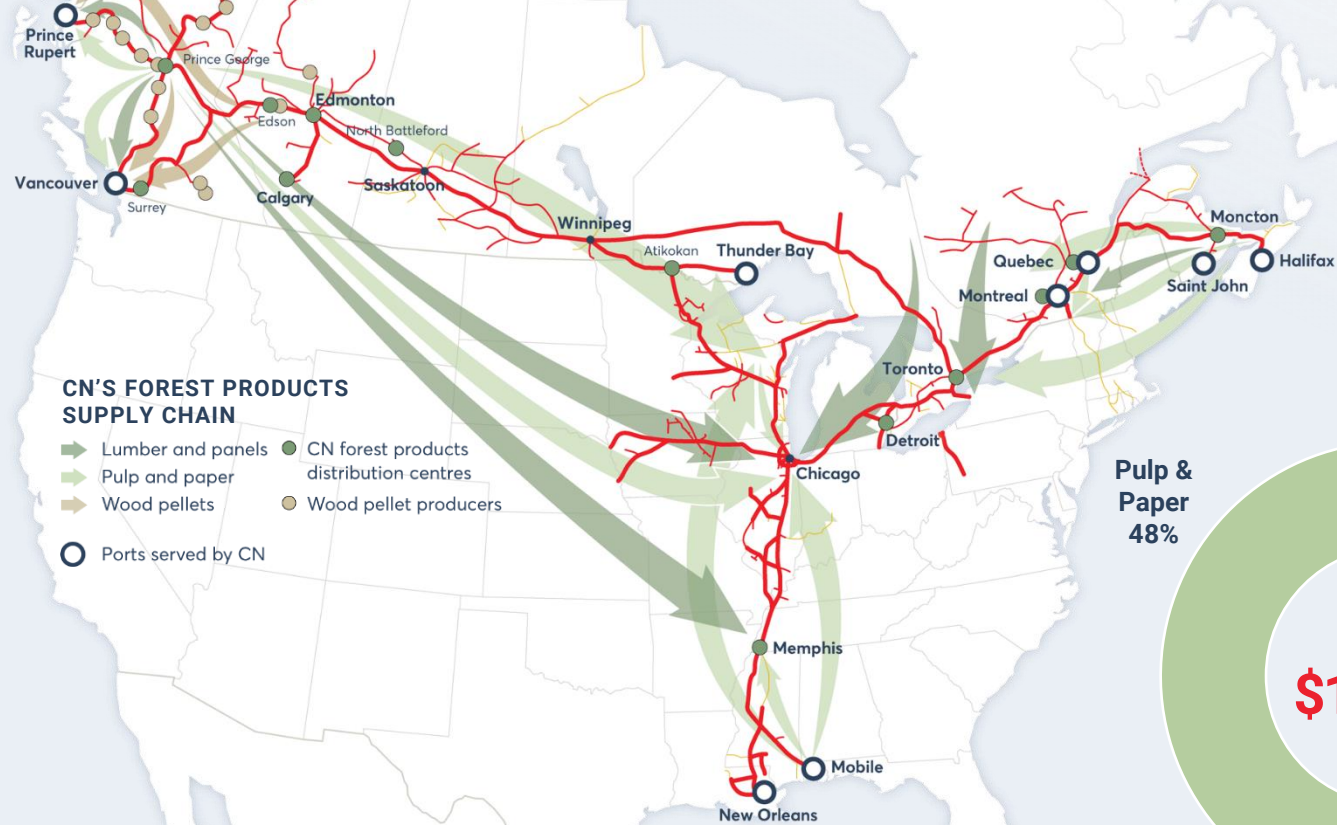 Prince
Rupert
Prince George
Edmonton
Edson
North Battleford
Vancouver
Surrey
Calgary
Saskatoon
Winnipeg
Atikokan
Thunder Bay
Quebec
Montreal
Moncton
Halifax
Saint John
Toronto
Detroit
Chicago
CN'S FOREST PRODUCTS
SUPPLY CHAIN
Lumber and panels
Pulp and paper
Wood pellets
CN forest products
distribution centres
Wood pellet producers
Ports served by CN
Pulp &
Paper
48%
$1
Memphis
Mobile
New Orleans